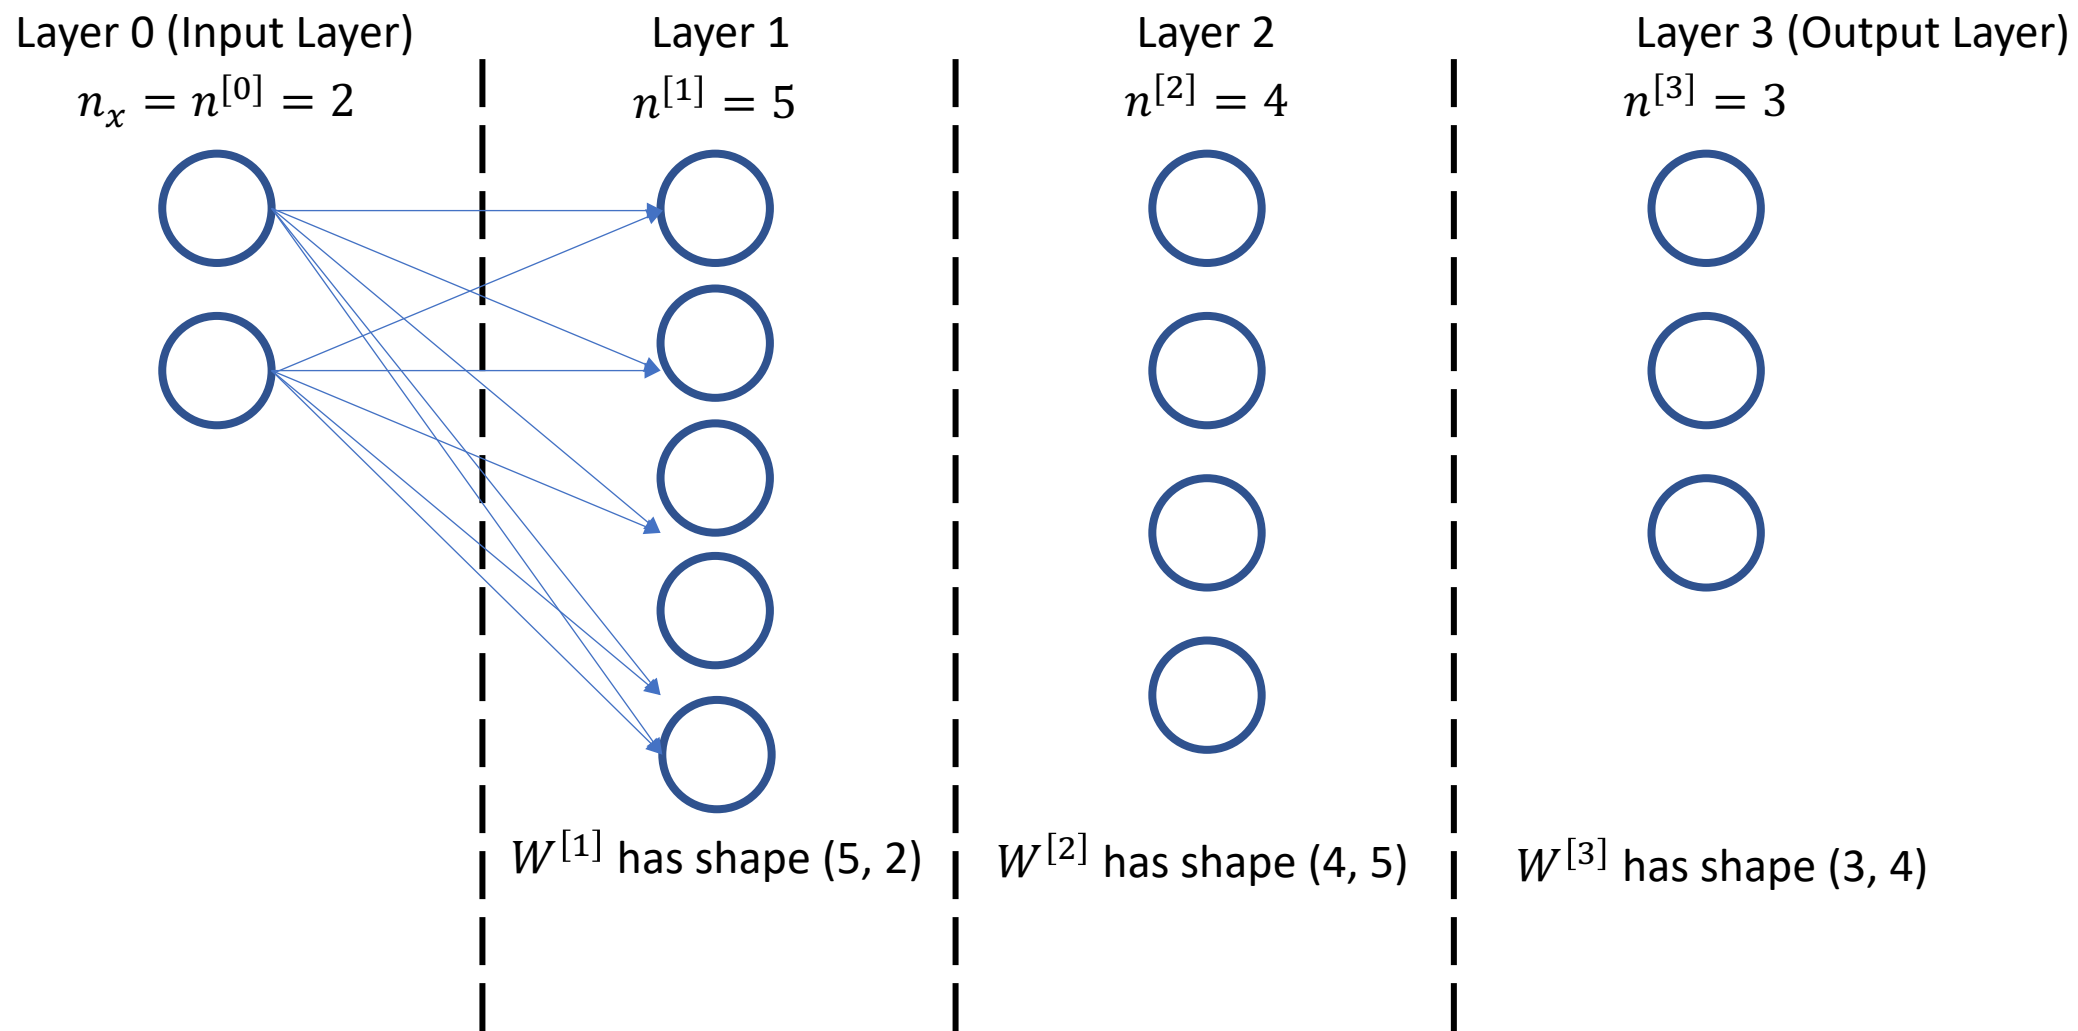 Layer 0 (Input Layer)
n_x = n^[0] = 2
Layer 1
n^[1] = 5
Layer 2
n^[2] = 4
Layer 3 (Output Layer)
n^[3] = 3
W^[1] has shape (5, 2)
W^[2] has shape (4, 5)
W^[3] has shape (3, 4)